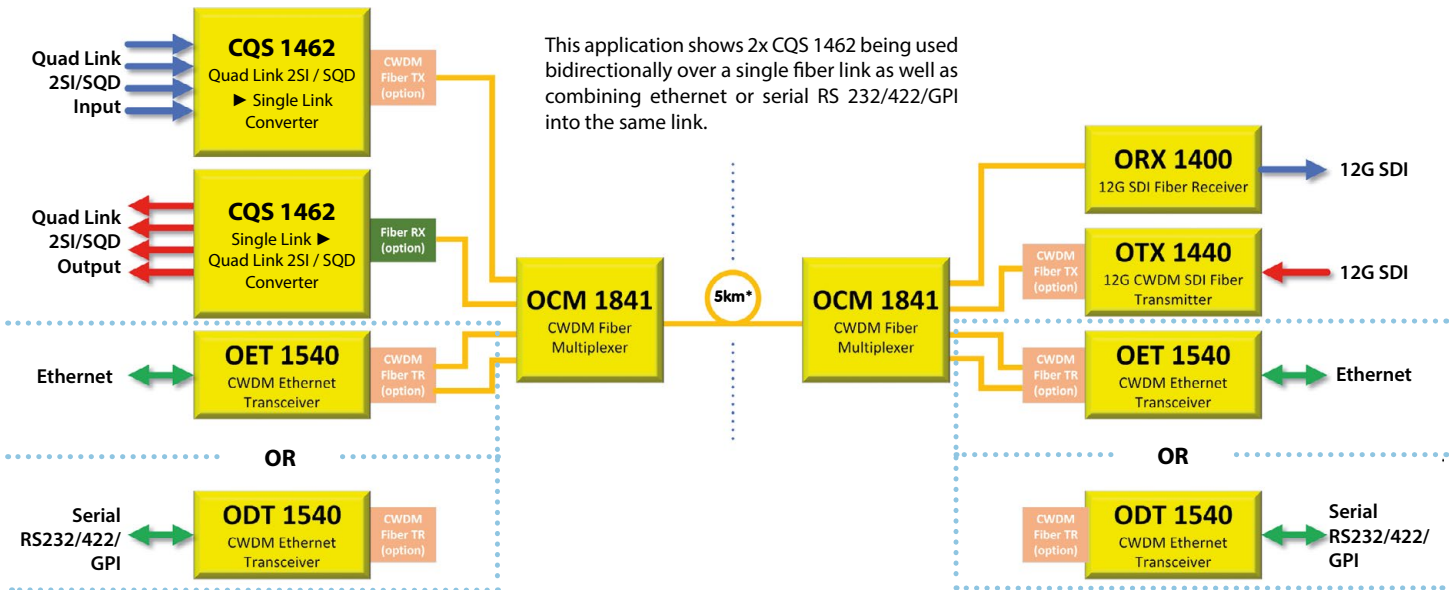 Quad Link
2SI/SQD
Input
CQS 1462
Quad Link 2SI / SQD
► Single Link
Converter
CWDM
Fiber TX
(option)
This application shows 2x CQS 1462 being used
bidirectionally over a single fiber link as well as
combining ethernet or serial RS 232/422/GPI
into the same link.
Quad Link
2SI/SQD
Output
CQS 1462
Single Link ►
Quad Link 2SI / SQD
Converter
Fiber RX
(option)
OCM 1841
CWDM Fiber
Multiplexer
5km*
OCM 1841
CWDM Fiber
Multiplexer
ORX 1400
12G SDI Fiber Receiver
12G SDI
CWDM
Fiber TX
(option)
OTX 1440
12G CWDM SDI Fiber
Transmitter
12G SDI
Ethernet
OET 1540
CWDM Ethernet
Transceiver
CWDM
Fiber TR
(option)
CWDM
Fiber TR
(option)
OET 1540
CWDM Ethernet
Transceiver
Ethernet
OR
OR
Serial
RS232/422/
GPI
ODT 1540
CWDM Ethernet
Transceiver
CWDM
Fiber TR
(option)
CWDM
Fiber TR
(option)
ODT 1540
CWDM Ethernet
Transceiver
Serial
RS232/422/
GPI